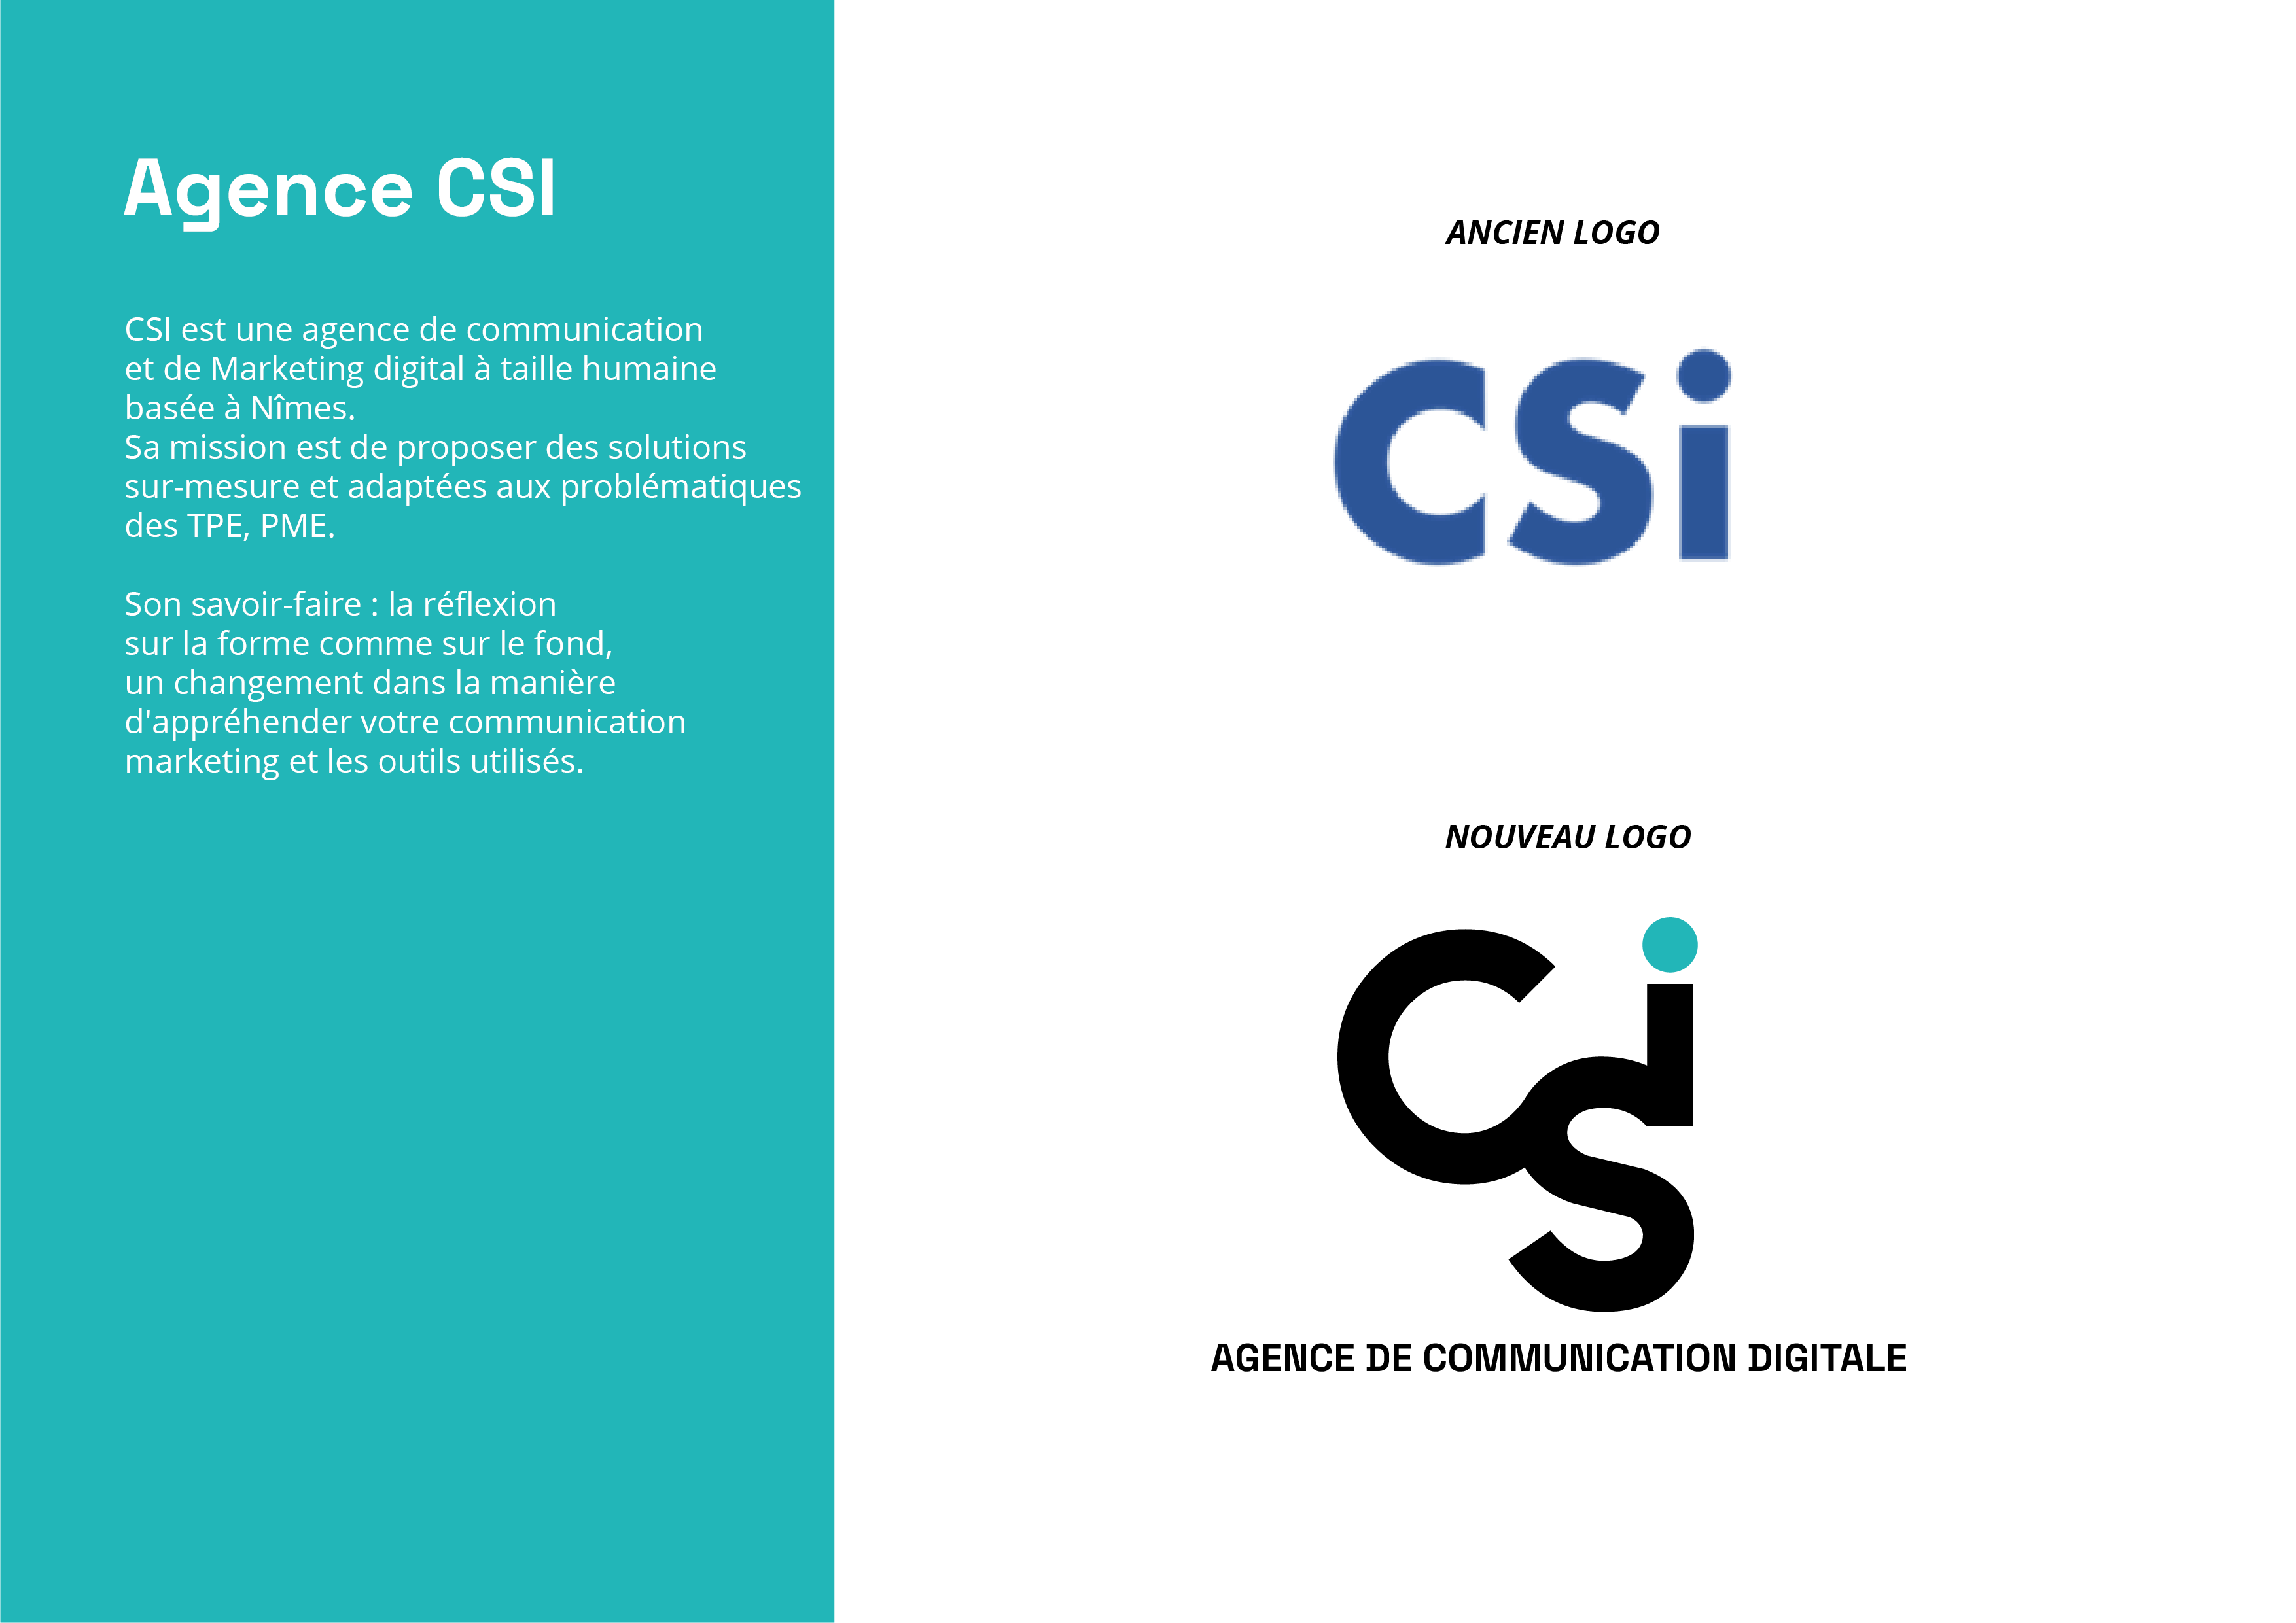 Agence CSI
CSI est une agence de communication
et de Marketing digital à taille humaine
basée à Nîmes.
Sa mission est de proposer des solutions
sur-mesure et adaptées aux problématiques
des TPE, PME.
Son savoir-faire : la réflexion
sur la forme comme sur le fond,
un changement dans la manière
d'appréhender votre communication
marketing et les outils utilisés.
ANCIEN LOGO
CSi
NOUVEAU LOGO
Csi
AGENCE DE COMMUNICATION DIGITALE